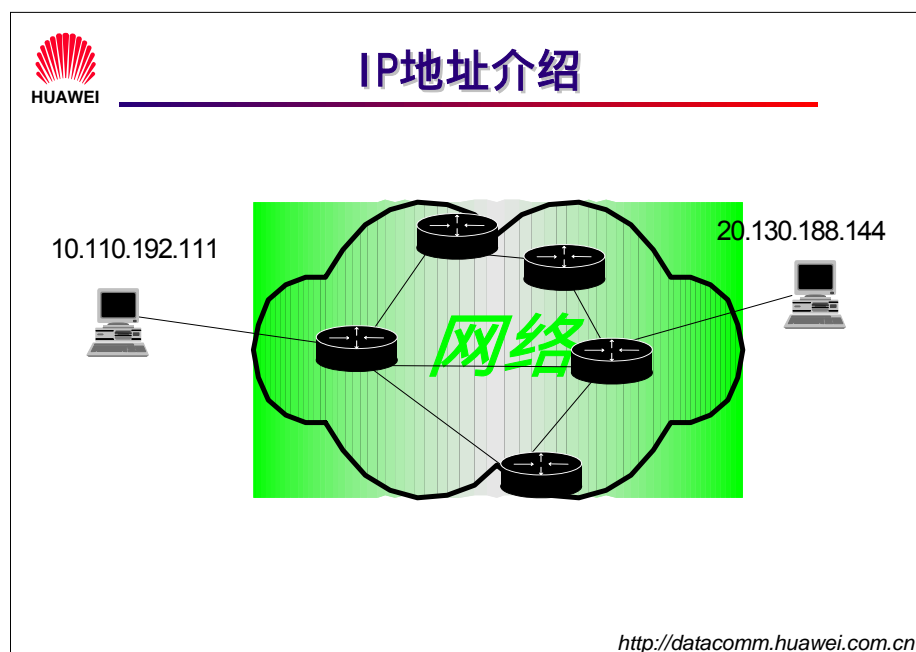 HUAWEI
IP地址介绍
10.110.192.111
20.130.188.144
网络
http://datacomm.huawei.com.cn